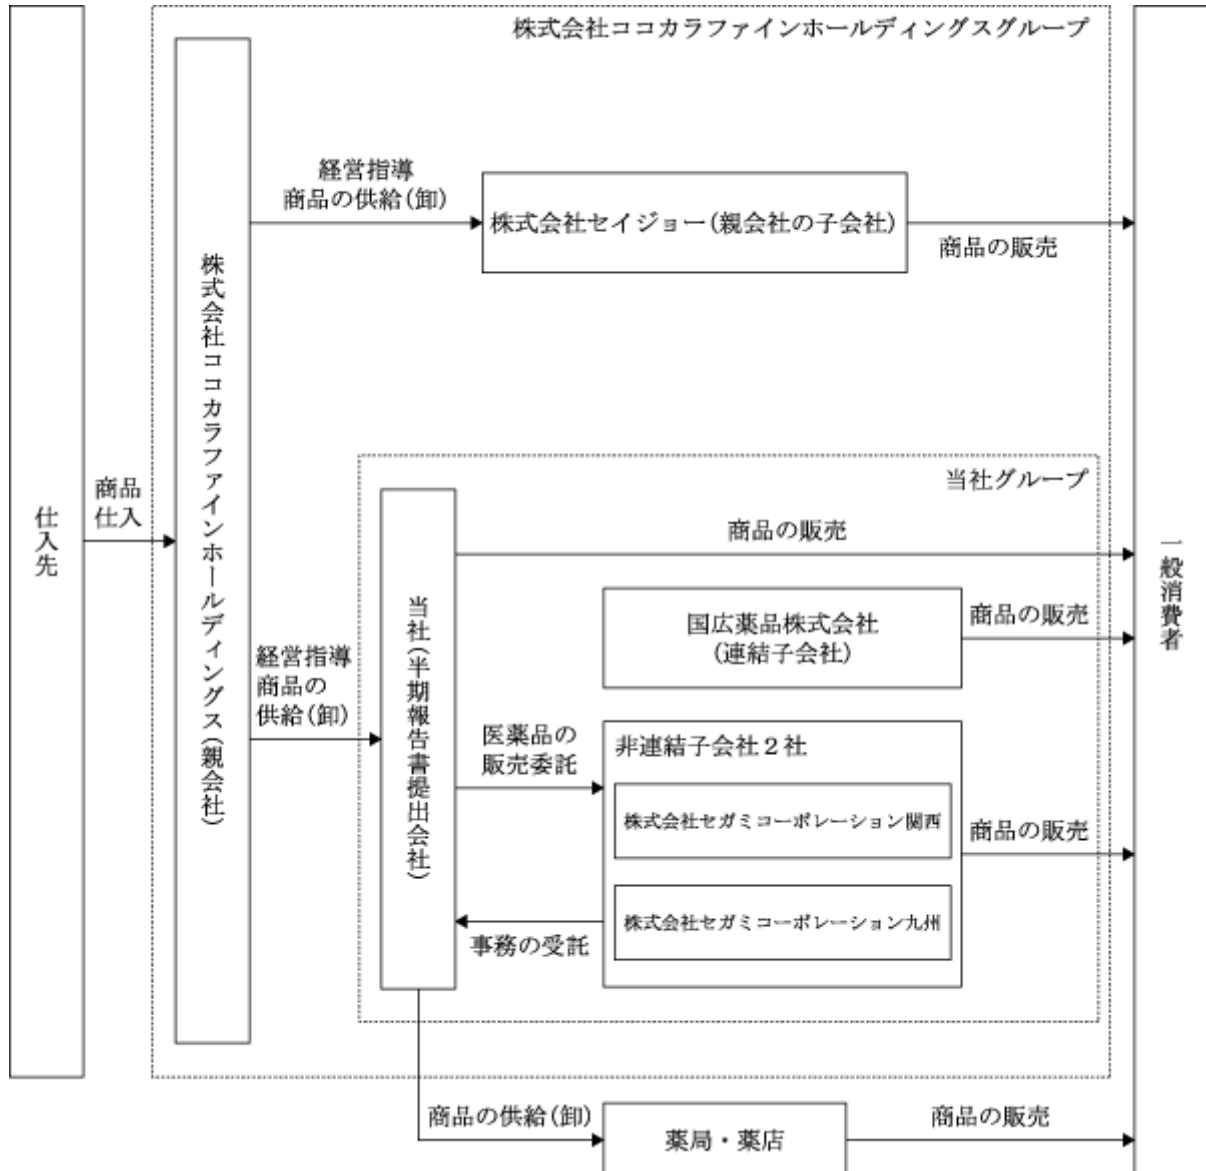 株式会社ココカラファインホールディングスグループ
経営指導
商品の供給(卸)
株式会社セイジョー(親会社の子会社)
商品の販売
株式会社ココカラファインホールディングス(親会社)
仕入先
商品
仕入
当社グループ
商品の販売
一般消費者
当社(半期報告書提出会社)
国広薬品株式会社
(連結子会社)
商品の販売
経営指導
商品の
供給(卸)
医薬品の
販売委託
非連結子会社2社
株式会社セガミコーポレーション関西
商品の販売
株式会社セガミコーポレーション九州
事務の受託
商品の供給(卸)
薬局・薬店
商品の販売